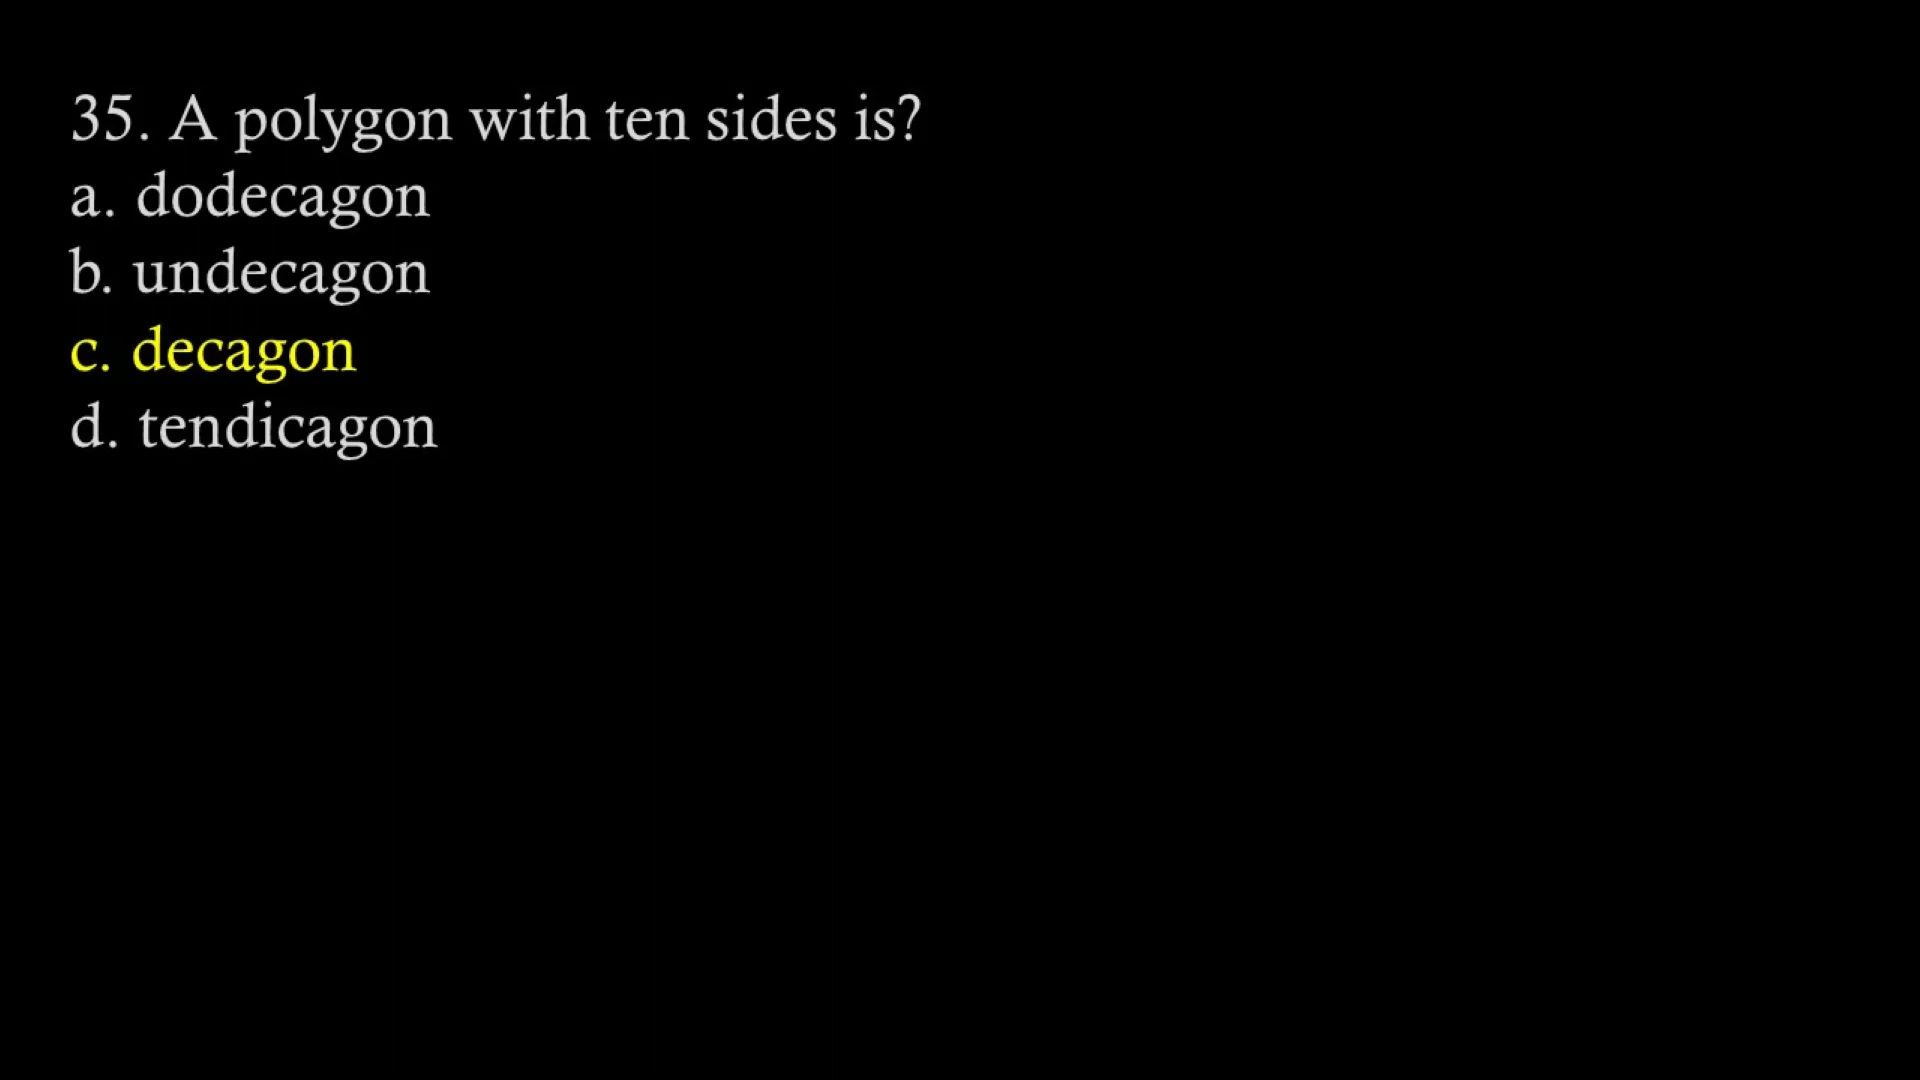 35. A polygon with ten sides is?
a. dodecagon
b. undecagon
c. decagon
d. tendicagon